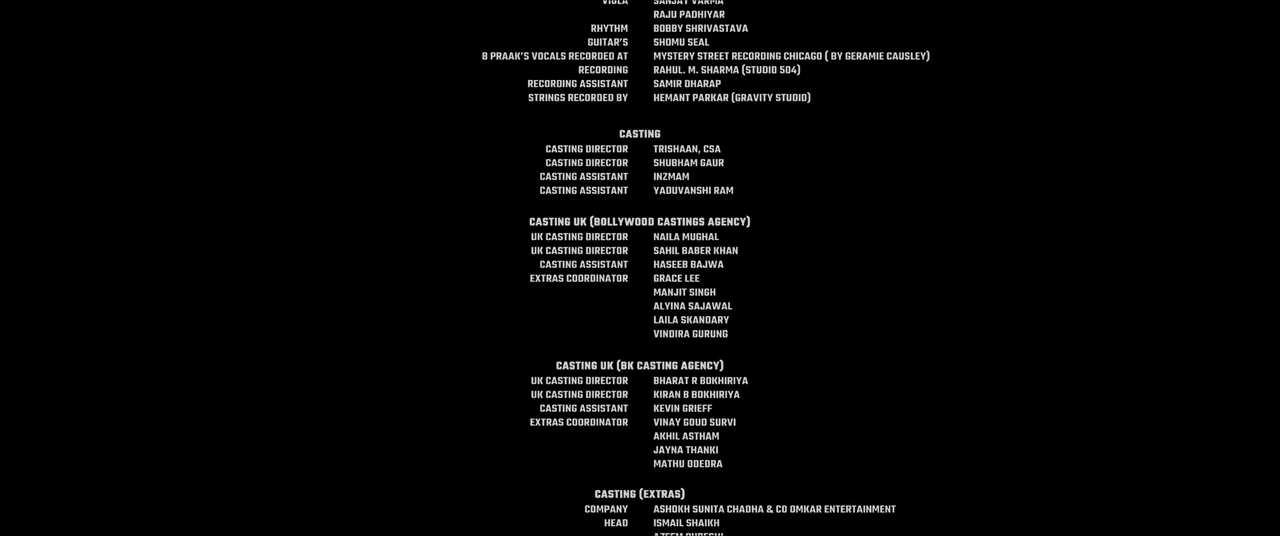 VIOLA SANJAY VARMA
RAJU PADHIYAR
RHYTHM BOBBY SHRIVASTAVA
GUITAR'S SHOMU SEAL
B PRAAK'S VOCALS RECORDED AT MYSTERY STREET RECORDING CHICAGO ( BY GERAMIE CAUSLEY)
RECORDING RAHUL. M. SHARMA (STUDIO 504)
RECORDING ASSISTANT SAMIR DHARAP
STRINGS RECORDED BY HEMANT PARKAR (GRAVITY STUDIO)
CASTING
CASTING DIRECTOR TRISHAAN, CSA
CASTING DIRECTOR SHUBHAM GAUR
CASTING ASSISTANT INZMAM
CASTING ASSISTANT YADUVANSHI RAM
CASTING UK (BOLLYWOOD CASTINGS AGENCY)
UK CASTING DIRECTOR NAILA MUGHAL
UK CASTING DIRECTOR SAHIL BABER KHAN
CASTING ASSISTANT HASEEB BAJWA
EXTRAS COORDINATOR GRACE LEE
MANJIT SINGH
ALYINA SAJAWAL
LAILA SKANDARY
VINDIRA GURUNG
CASTING UK (BK CASTING AGENCY)
UK CASTING DIRECTOR BHARAT R BOKHIRIYA
UK CASTING DIRECTOR KIRAN B BOKHIRIYA
CASTING ASSISTANT KEVIN GRIEFF
EXTRAS COORDINATOR VINAY GOUD SURVI
AKHIL ASTHAM
JAYNA THANKI
MATHU ODEDRA
CASTING (EXTRAS)
COMPANY ASHOKH SUNITA CHADHA & CO OMKAR ENTERTAINMENT
HEAD ISMAIL SHAIKH